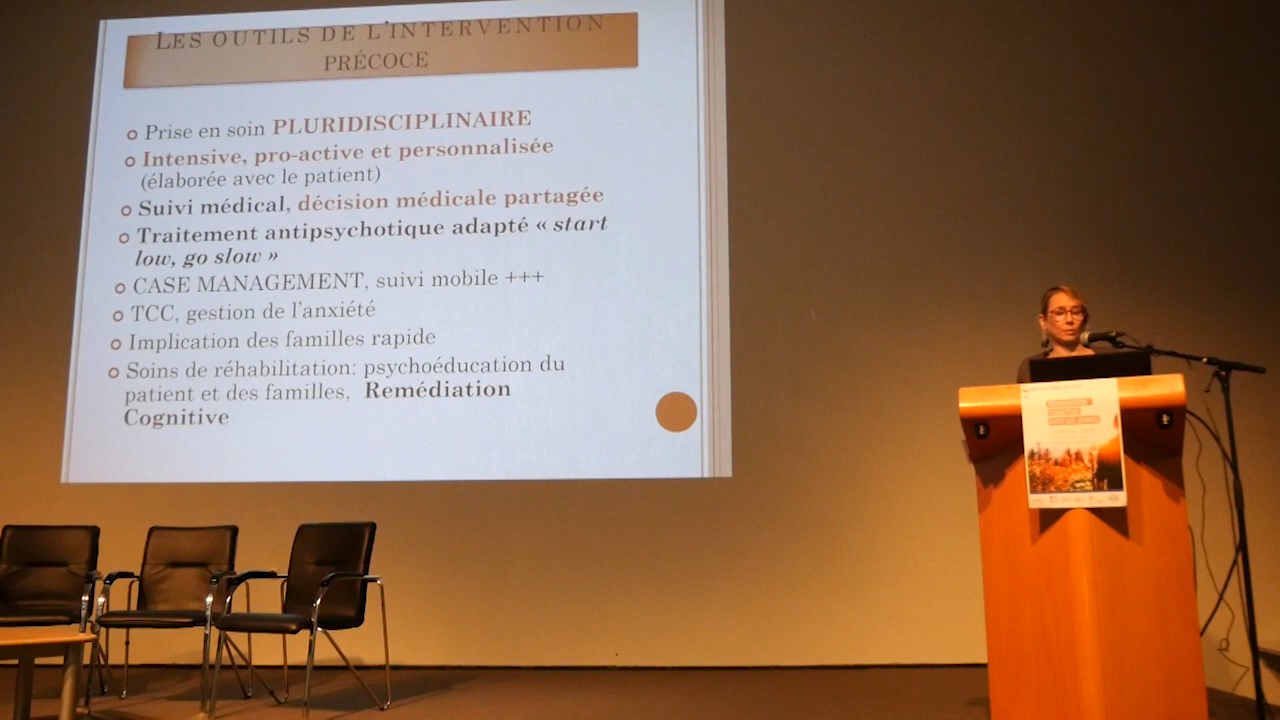 LES OUTILS DE L'INTERVENTION
PRÉCOCE
Prise en soin PLURIDISCIPLINAIRE
Intensive, pro-active et personnalisée
(élaborée avec le patient)
Suivi médical, décision médicale partagée
Traitement antipsychotique adapté « start
low, go slow »
CASE MANAGEMENT, suivi mobile +++
TCC, gestion de l'anxiété
Implication des familles rapide
Soins de réhabilitation: psychoéducation du
patient et des familles, Remédiation
Cognitive